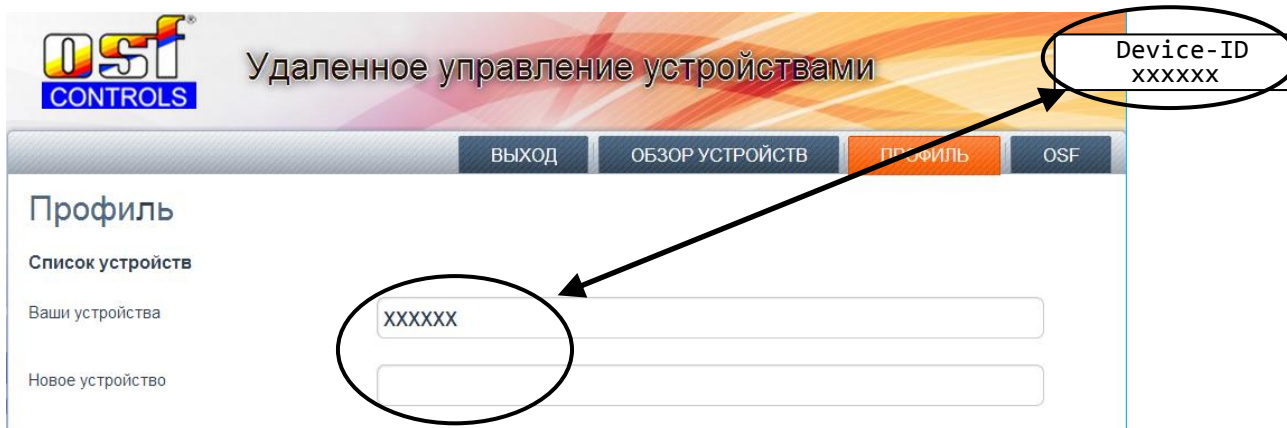 osf®
CONTROLS
Удаленное управление устройствами
Device-ID
xxxxxx
ВЫХОД
ОБЗОР УСТРОЙСТВ
ПРОФИЛЬ
OSF
Профиль
Список устройств
Ваши устройства
XXXXXX
Новое устройство